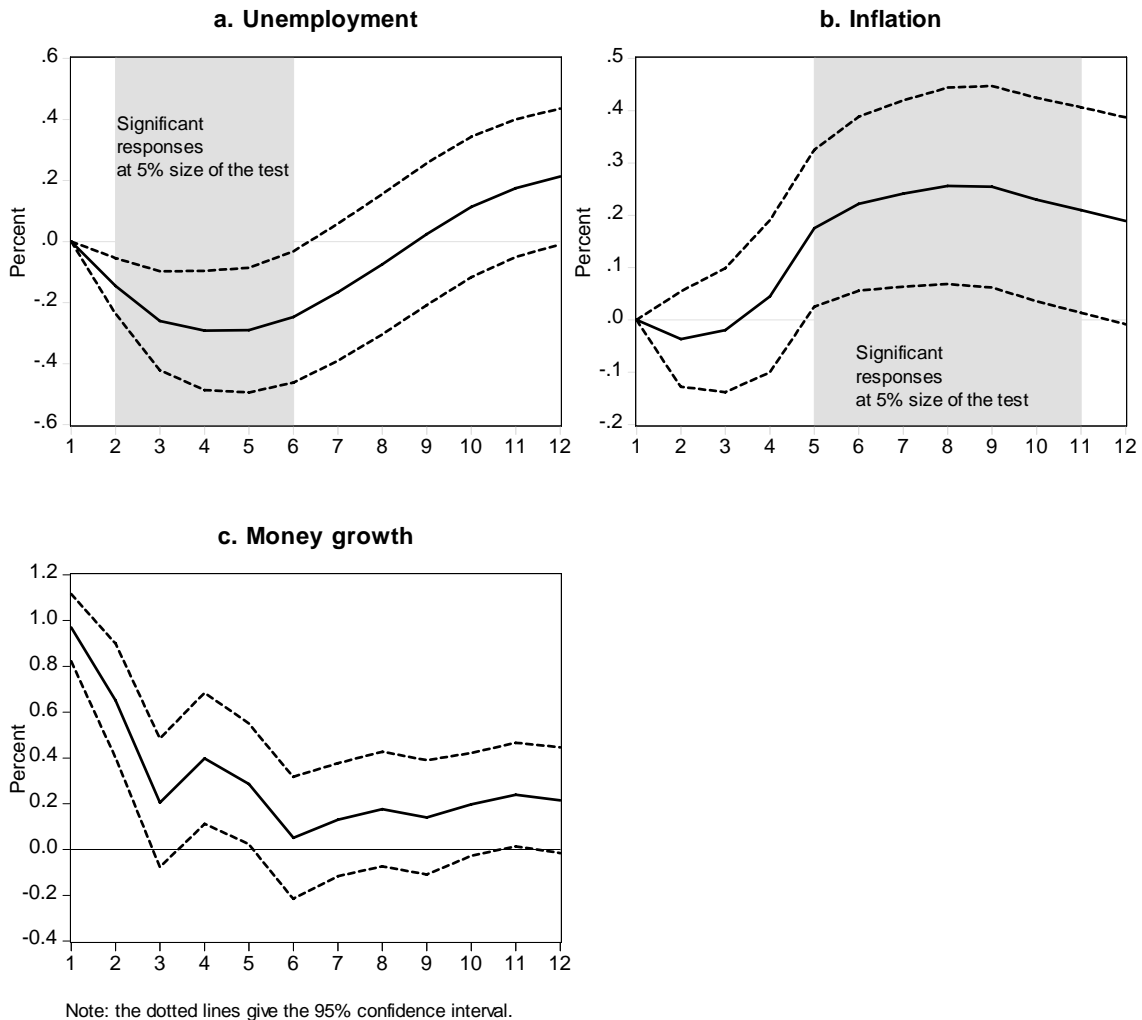 a. Unemployment
.6
.4
.2
.0
-.2
-.4
-.6
Percent
Significant
responses
at 5% size of the test
1 2 3 4 5 6 7 8 9 10 11 12
b. Inflation
.5
.4
.3
.2
.1
.0
-.1
-.2
Percent
Significant
responses
at 5% size of the test
1 2 3 4 5 6 7 8 9 10 11 12
c. Money growth
1.2
1.0
0.8
0.6
0.4
0.2
0.0
-0.2
-0.4
Percent
1 2 3 4 5 6 7 8 9 10 11 12
Note: the dotted lines give the 95% confidence interval.